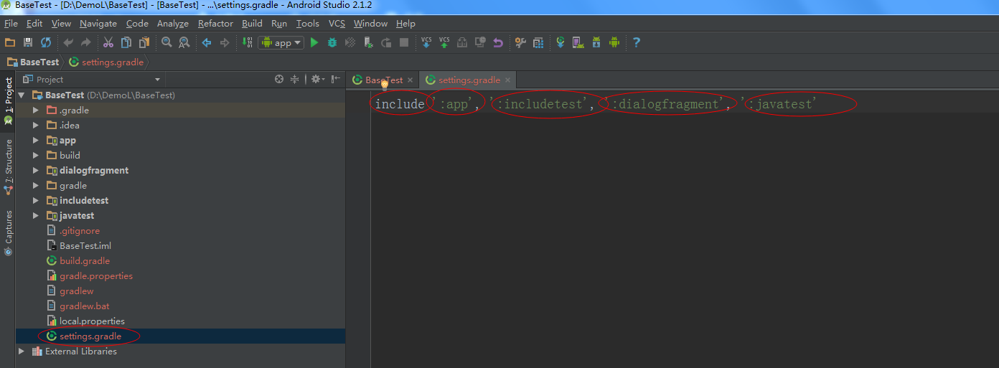 BaseTest - [D:\DemoL\BaseTest] - [BaseTest] - ...\settings.gradle - Android Studio 2.1.2
File Edit View Navigate Code Analyze Refactor Build Run Tools VCS Window Help
app VCS VCS ?
BaseTest settings.gradle
Project
BaseTest settings.gradle
1: Project
7: Structure
Captures
BaseTest (D:\DemoL\BaseTest)
.gradle
.idea
app
build
dialogfragment
gradle
includetest
javatest
.gitignore
BaseTest.iml
build.gradle
gradle.properties
gradlew
gradlew.bat
local.properties
settings.gradle
External Libraries
include ':app', ':includetest', ':dialogfragment', ':javatest'